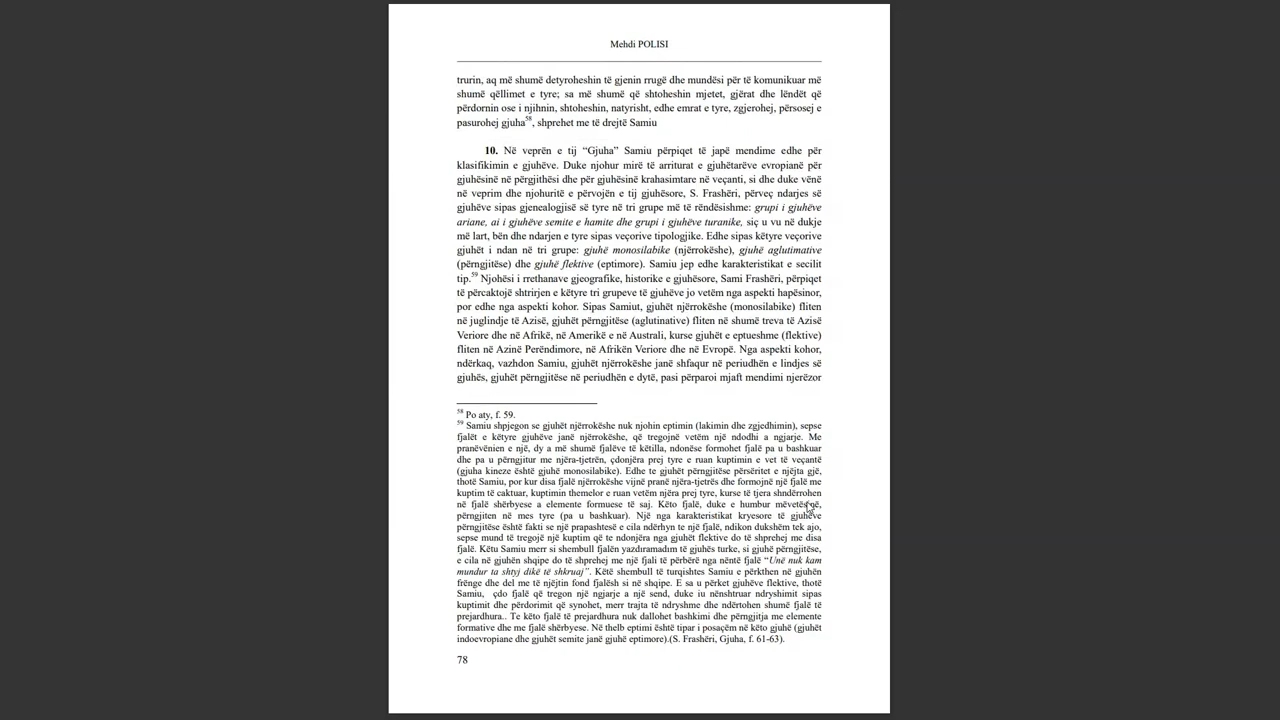 Mehdi POLISI
trurin, aq më shumë detyroheshin të gjenin rrugë dhe mundësi për të komunikuar më
shumë qëllimet e tyre; sa më shumë që shtoheshin mjetet, gjërat dhe lëndët që
përdornin ose i njihnin, shtoheshin, natyrisht, edhe emrat e tyre, zgjerohej, përsosej e
pasurohej gjuha58, shprehet me të drejtë Samiu
10. Në veprën e tij “Gjuha” Samiu përpiqet të japë mendime edhe për
klasifikimin e gjuhëve. Duke njohur mirë të arriturat e gjuhëtarëve evropianë për
gjuhësinë në përgjithësi dhe për gjuhësinë krahasimtare në veçanti, si dhe duke vënë
në veprim dhe njohuritë e përvojën e tij gjuhësore, S. Frashëri, përveç ndarjes së
gjuhëve sipas gjenealogjisë së tyre në tri grupe më të rëndësishme: grupi i gjuhëve
ariane, ai i gjuhëve semite e hamite dhe grupi i gjuhëve turanike, siç u vu në dukje
më lart, bën dhe ndarjen e tyre sipas veçorive tipologjike. Edhe sipas këtyre veçorive
gjuhët i ndan në tri grupe: gjuhë monosilabike (njërrokëshe), gjuhë aglutimative
(përngjitëse) dhe gjuhë flektive (eptimore). Samiu jep edhe karakteristikat e secilit
tip.59 Njohësi i rrethanave gjeografike, historike e gjuhësore, Sami Frashëri, përpiqet
të përcaktojë shtrirjen e këtyre tri grupeve të gjuhëve jo vetëm nga aspekti hapësinor,
por edhe nga aspekti kohor. Sipas Samiut, gjuhët njërrokëshe (monosilabike) fliten
në juglindje të Azisë, gjuhët përngjitëse (aglutinative) fliten në shumë treva të Azisë
Veriore dhe në Afrikë, në Amerikë e në Australi, kurse gjuhët e eptueshme (flektive)
fliten në Azinë Perëndimore, në Afrikën Veriore dhe në Evropë. Nga aspekti kohor,
ndërkaq, vazhdon Samiu, gjuhët njërrokëshe janë shfaqur në periudhën e lindjes së
gjuhës, gjuhët përngjitëse në periudhën e dytë, pasi përparoi mjaft mendimi njerëzor
58 Po aty, f. 59.
59 Samiu shpjegon se gjuhët njërrokëshe nuk njohin eptimin (lakimin dhe zgjedhimin), sepse
fjalët e këtyre gjuhëve janë njërrokëshe, që tregojnë vetëm një ndodhi a ngjarje. Me
pranëvënien e një, dy a më shumë fjalëve të këtilla, ndonëse formohet fjalë pa u bashkuar
dhe pa u përngjitur me njëra-tjetrën, çdonjëra prej tyre e ruan kuptimin e vet të veçantë
(gjuha kineze është gjuhë monosilabike). Edhe te gjuhët përngjitëse përsëritet e njëjta gjë,
thotë Samiu, por kur disa fjalë njërrokëshe vijnë pranë njëra-tjetrës dhe formojnë një fjalë me
kuptim të caktuar, kuptimin themelor e ruan vetëm njëra prej tyre, kurse të tjera shndërrohen
në fjalë shërbyese a elemente formuese të saj. Këto fjalë, duke e humbur mëvetësinë,
përngjiten në mes tyre (pa u bashkuar). Një nga karakteristikat kryesore të gjuhëve
përngjitëse është fakti se një prapashtesë e cila ndërhyn te një fjalë, ndikon dukshëm tek ajo,
sepse mund të tregojë një kuptim që te ndonjëra nga gjuhët flektive do të shprehej me disa
fjalë. Këtu Samiu merr si shembull fjalën yazdıramadım të gjuhës turke, si gjuhë përngjitëse,
e cila në gjuhën shqipe do të shprehej me një fjali të përbërë nga nëntë fjalë “Unë nuk kam
mundur ta shtyj dikë të shkruaj”. Këtë shembull të turqishtes Samiu e përkthen në gjuhën
frënge dhe del me të njëjtin fond fjalësh si në shqipe. E sa u përket gjuhëve flektive, thotë
Samiu, çdo fjalë që tregon një ngjarje a një send, duke iu nënshtruar ndryshimit sipas
kuptimit dhe përdorimit që synohet, merr trajta të ndryshme dhe ndërtohen shumë fjalë të
prejardhura.. Te këto fjalë të prejardhura nuk dallohet bashkimi dhe përngjitja me elemente
formative dhe me fjalë shërbyese. Në thelb eptimi është tipar i posaçëm në këto gjuhë (gjuhët
indoevropiane dhe gjuhët semite janë gjuhë eptimore).(S. Frashëri, Gjuha, f. 61-63).
78